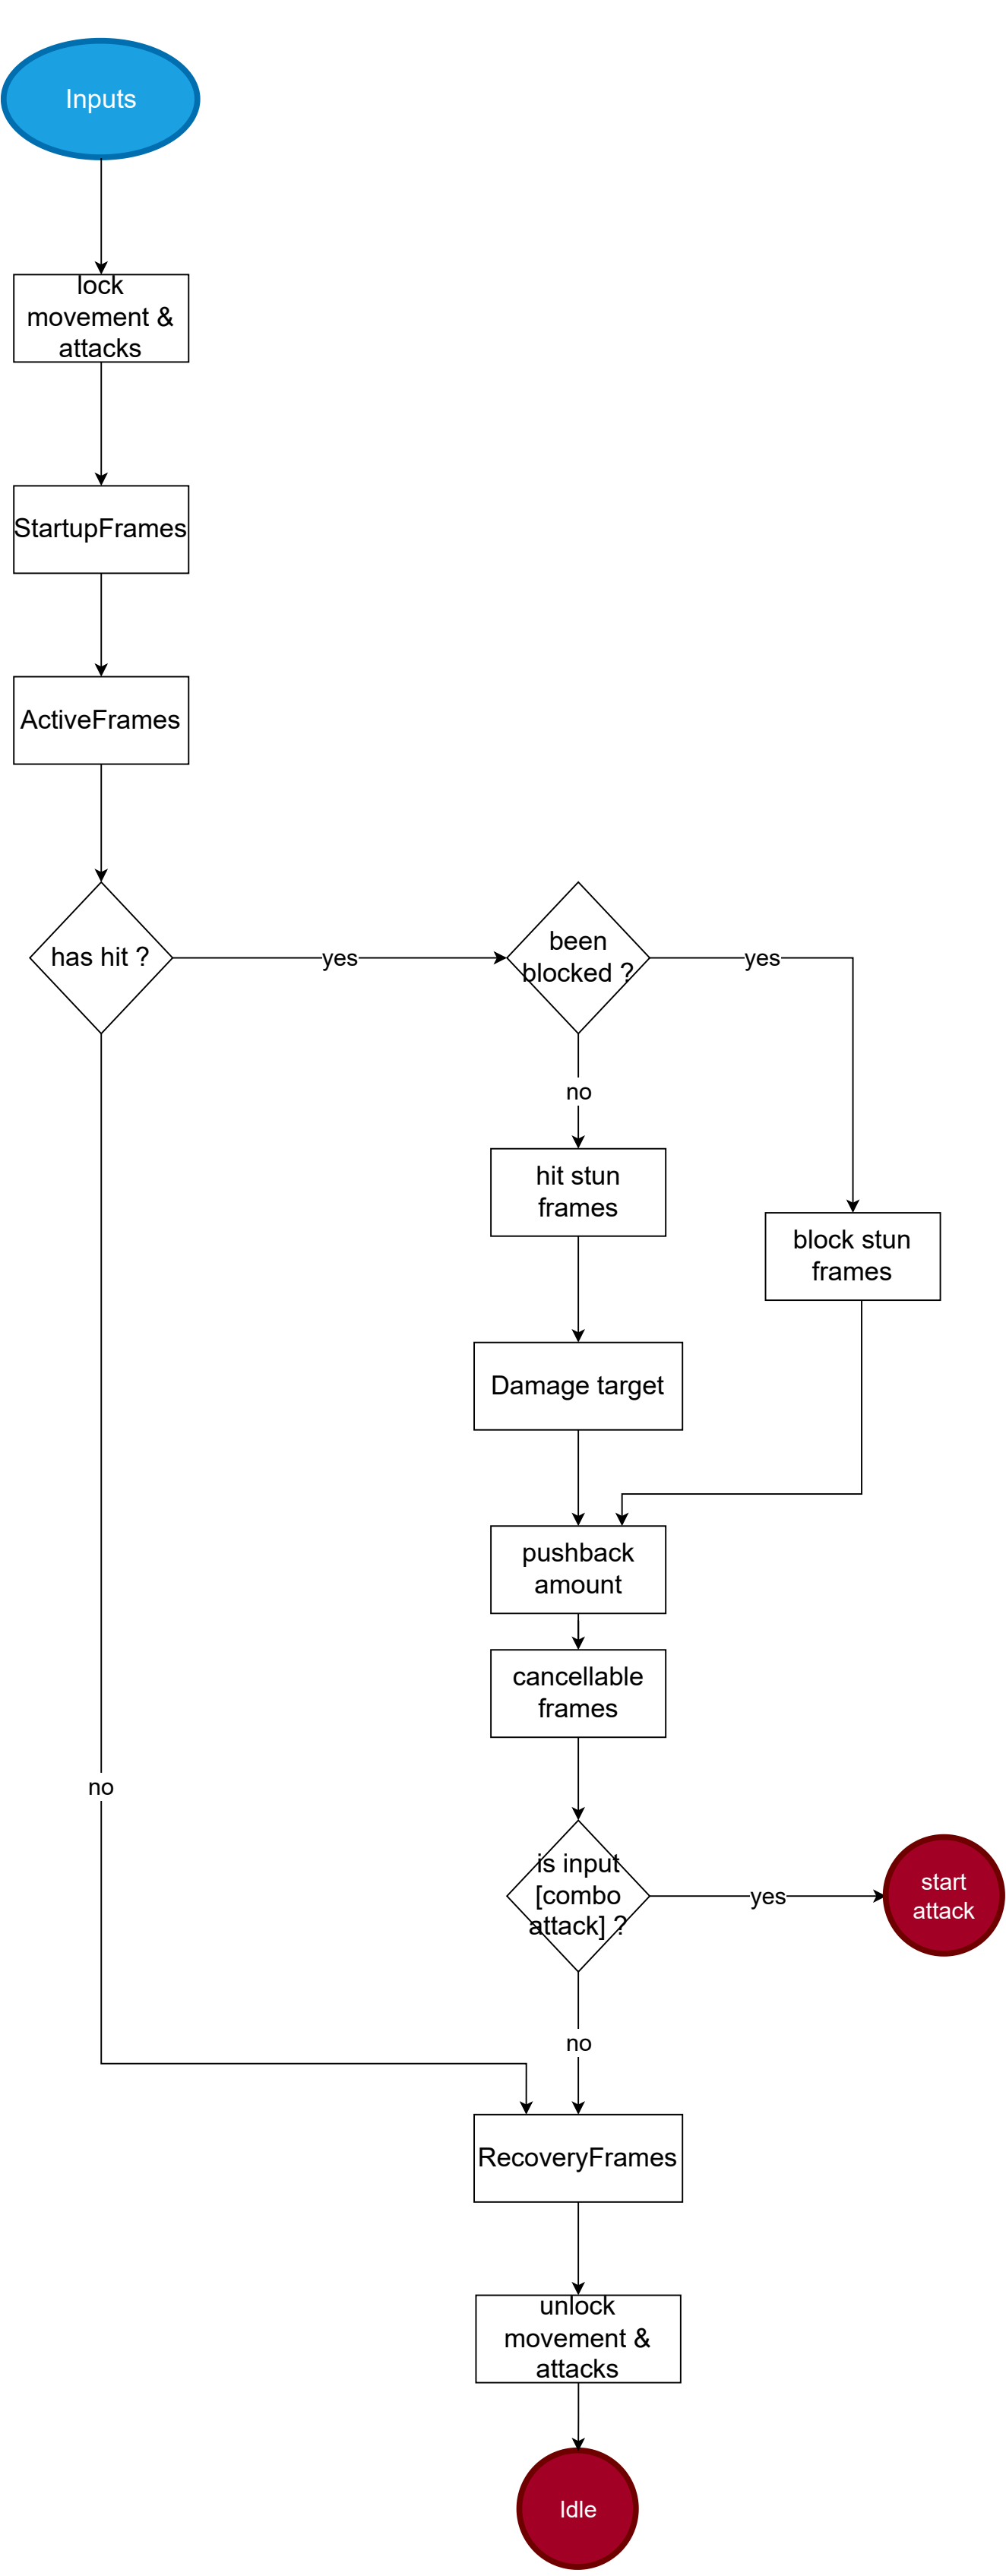 Inputs
lock
movement &
attacks
StartupFrames
ActiveFrames
has hit ?
yes
been
blocked ?
yes
no
hit stun
frames
block stun
frames
Damage target
pushback
amount
cancellable
frames
no
is input
[combo
attack] ?
yes
start
attack
no
RecoveryFrames
unlock
movement &
attacks
Idle